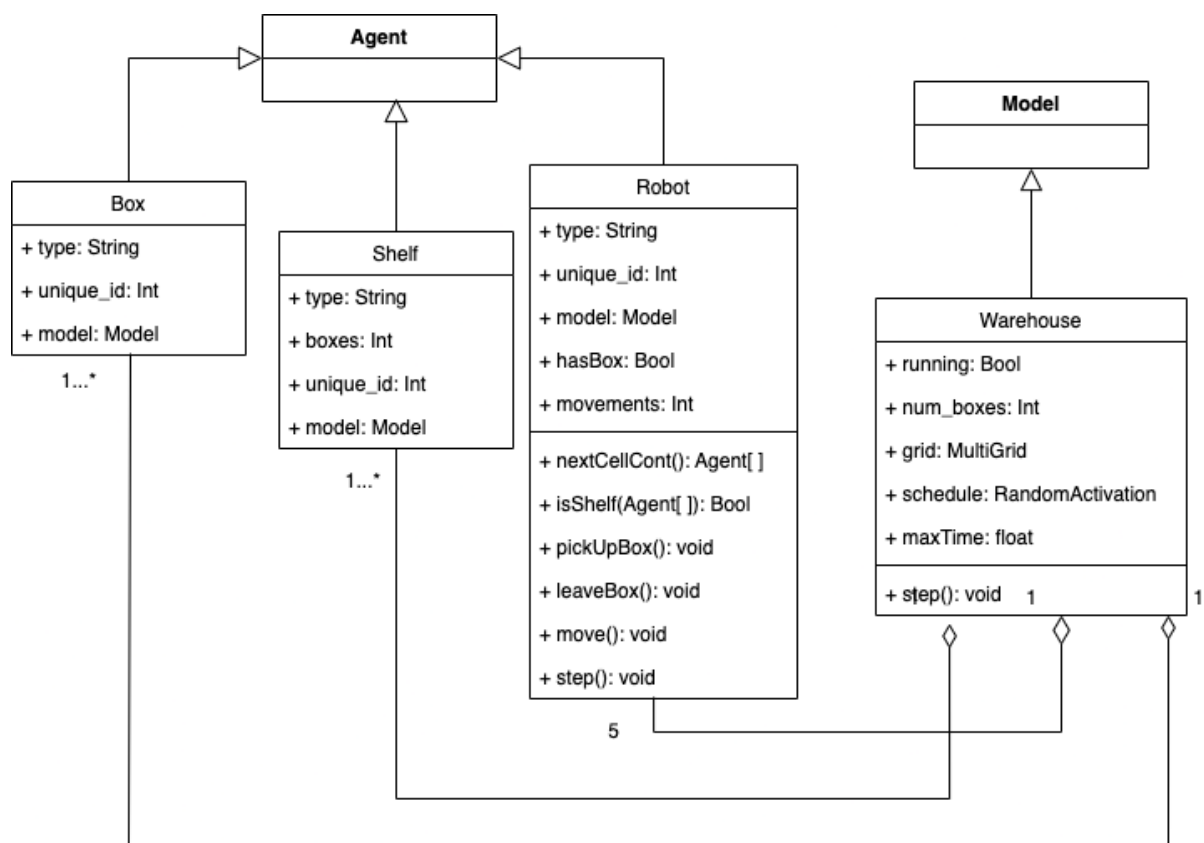 Agent
Model
Box
+ type: String
+ unique_id: Int
+ model: Model
1...*
Shelf
+ type: String
+ boxes: Int
+ unique_id: Int
+ model: Model
1...*
Robot
+ type: String
+ unique_id: Int
+ model: Model
+ hasBox: Bool
+ movements: Int
+ nextCellCont(): Agent[ ]
+ isShelf(Agent[ ]): Bool
+ pickUpBox(): void
+ leaveBox(): void
+ move(): void
+ step(): void
5
Warehouse
+ running: Bool
+ num_boxes: Int
+ grid: MultiGrid
+ schedule: RandomActivation
+ maxTime: float
+ step(): void
1
1